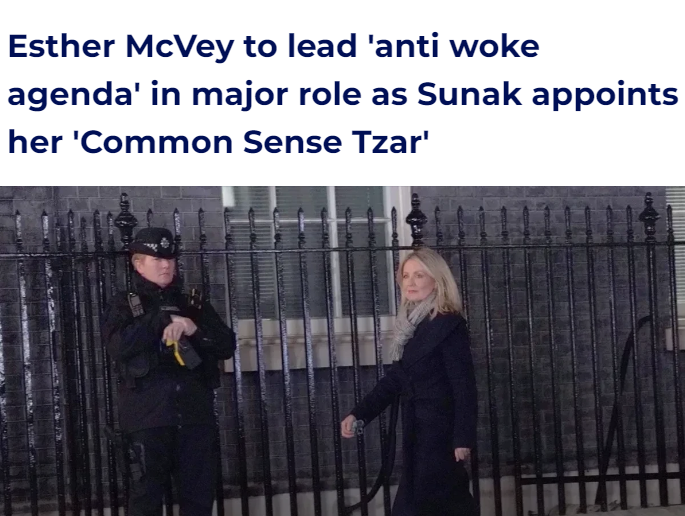 Esther McVey to lead 'anti woke
agenda' in major role as Sunak appoints
her 'Common Sense Tzar'